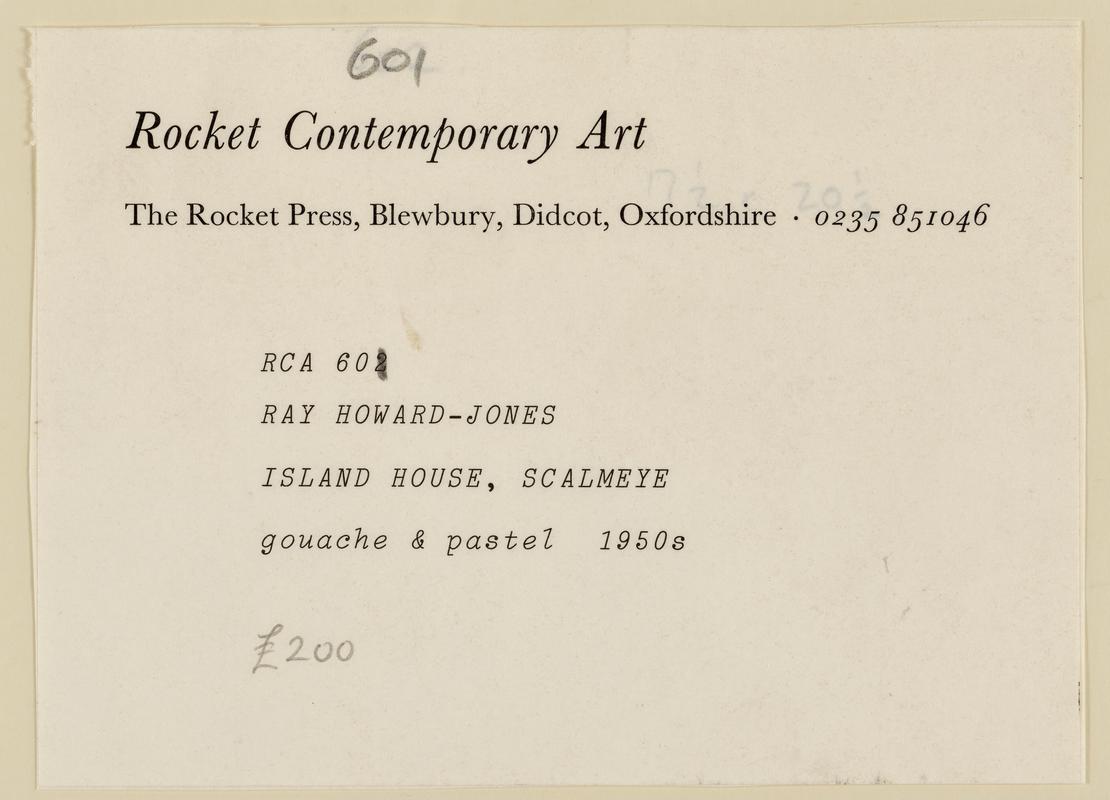 601
Rocket Contemporary Art
The Rocket Press, Blewbury, Didcot, Oxfordshire · 0235 851046
RCA 602
RAY HOWARD-JONES
ISLAND HOUSE, SCALMEYE
gouache & pastel 1950s
£200